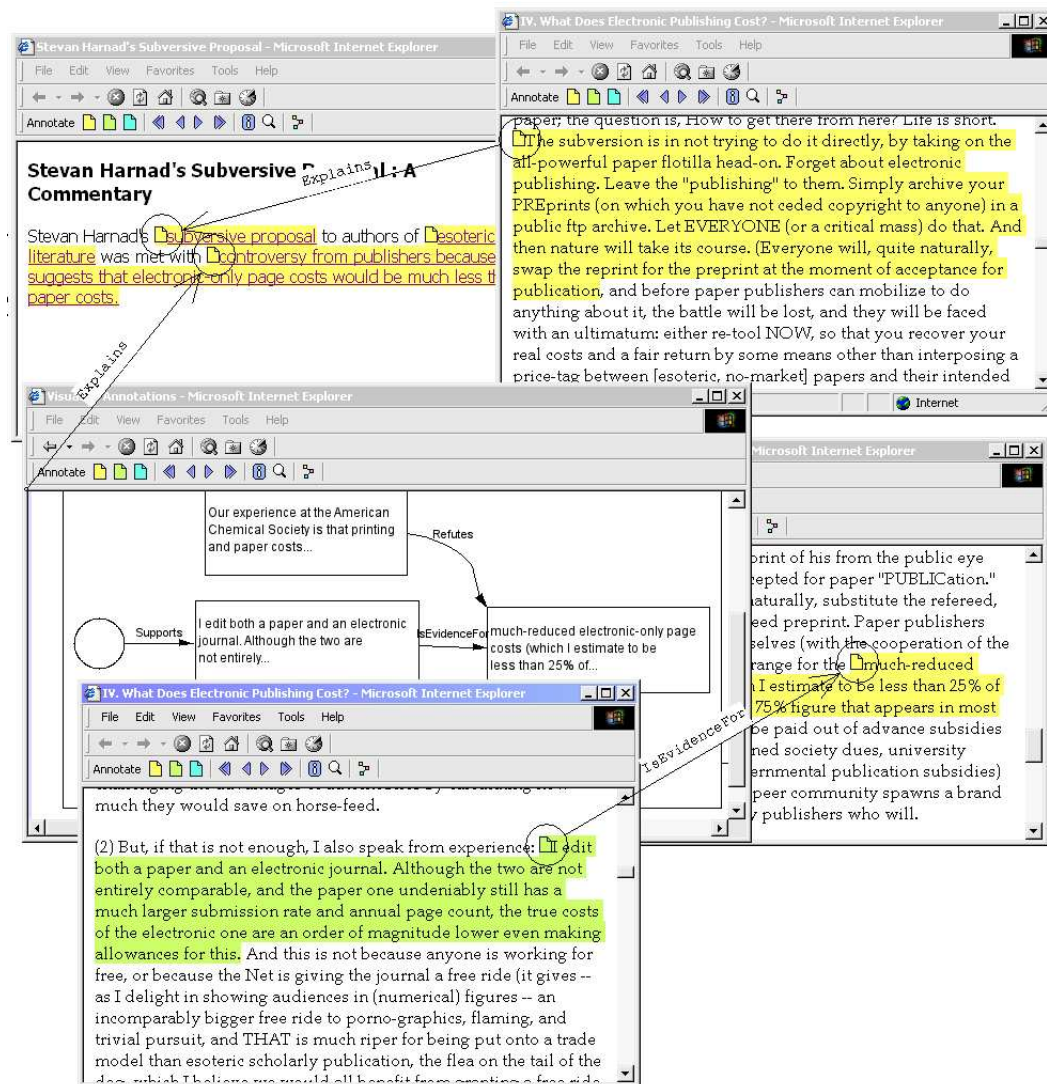 Stevan Harnad's Subversive Proposal - Microsoft Internet Explorer
File Edit View Favorites Tools Help
Annotate
Stevan Harnad's Subversive
: A
Commentary
Stevan Harnad's subversive proposal to authors of esoteric
literature was met with controversy from publishers because
suggests that electronic-only page costs would be much less t
paper costs.
Explains
Explains
IV. What Does Electronic Publishing Cost? - Microsoft Internet Explorer
File Edit View Favorites Tools Help
Annotate
paper; the question is, How to get there from here? Life is short.
The subversion is in not trying to do it directly, by taking on the
all-powerful paper flotilla head-on. Forget about electronic
publishing. Leave the "publishing" to them. Simply archive your
PREprints (on which you have not ceded copyright to anyone) in a
public ftp archive. Let EVERYONE (or a critical mass) do that. And
then nature will take its course. (Everyone will, quite naturally,
swap the reprint for the preprint at the moment of acceptance for
publication, and before paper publishers can mobilize to do
anything about it, the battle will be lost, and they will be faced
with an ultimatum: either re-tool NOW, so that you recover your
real costs and a fair return by some means other than interposing a
price-tag between [esoteric, no-market] papers and their intended
Internet
Annotations - Microsoft Internet Explorer
File Edit View Favorites Tools Help
Annotate
Our experience at the American
Chemical Society is that printing
and paper costs...
Refutes
Supports
I edit both a paper and an electronic
journal. Although the two are
not entirely...
IsEvidenceFor
much-reduced electronic-only page
costs (which I estimate to be
less than 25% of...
Microsoft Internet Explorer
print of his from the public eye
cepted for paper "PUBLICation."
aturally, substitute the refereed,
eed preprint. Paper publishers
selves (with the cooperation of the
range for the much-reduced
I estimate to be less than 25% of
75% figure that appears in most
be paid out of advance subsidies
ned society dues, university
ernmental publication subsidies)
peer community spawns a brand
y publishers who will.
IsEvidenceFor
IV. What Does Electronic Publishing Cost? - Microsoft Internet Explorer
File Edit View Favorites Tools Help
Annotate
much they would save on horse-feed.
(2) But, if that is not enough, I also speak from experience: I edit
both a paper and an electronic journal. Although the two are not
entirely comparable, and the paper one undeniably still has a
much larger submission rate and annual page count, the true costs
of the electronic one are an order of magnitude lower even making
allowances for this. And this is not because anyone is working for
free, or because the Net is giving the journal a free ride (it gives --
as I delight in showing audiences in (numerical) figures -- an
incomparably bigger free ride to porno-graphics, flaming, and
trivial pursuit, and THAT is much riper for being put onto a trade
model than esoteric scholarly publication, the flea on the tail of the
dog, which I believe we would all benefit from granting a free ride